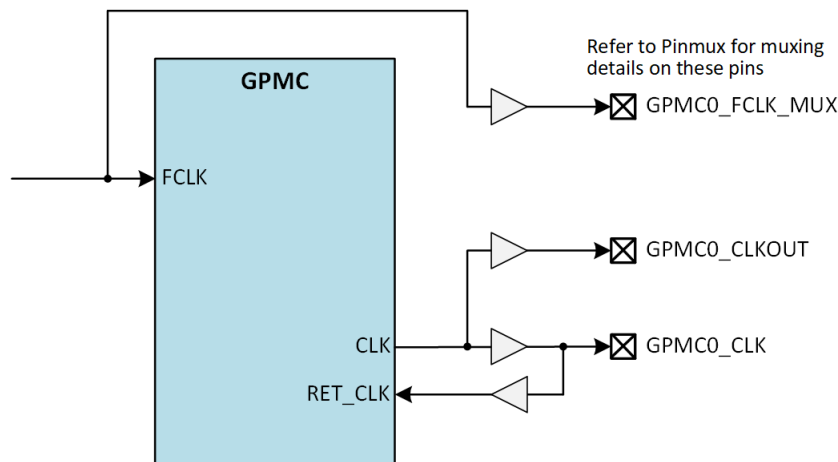 Refer to Pinmux for muxing
details on these pins
GPMC
GPMC0_FCLK_MUX
FCLK
GPMC0_CLKOUT
CLK
GPMC0_CLK
RET_CLK